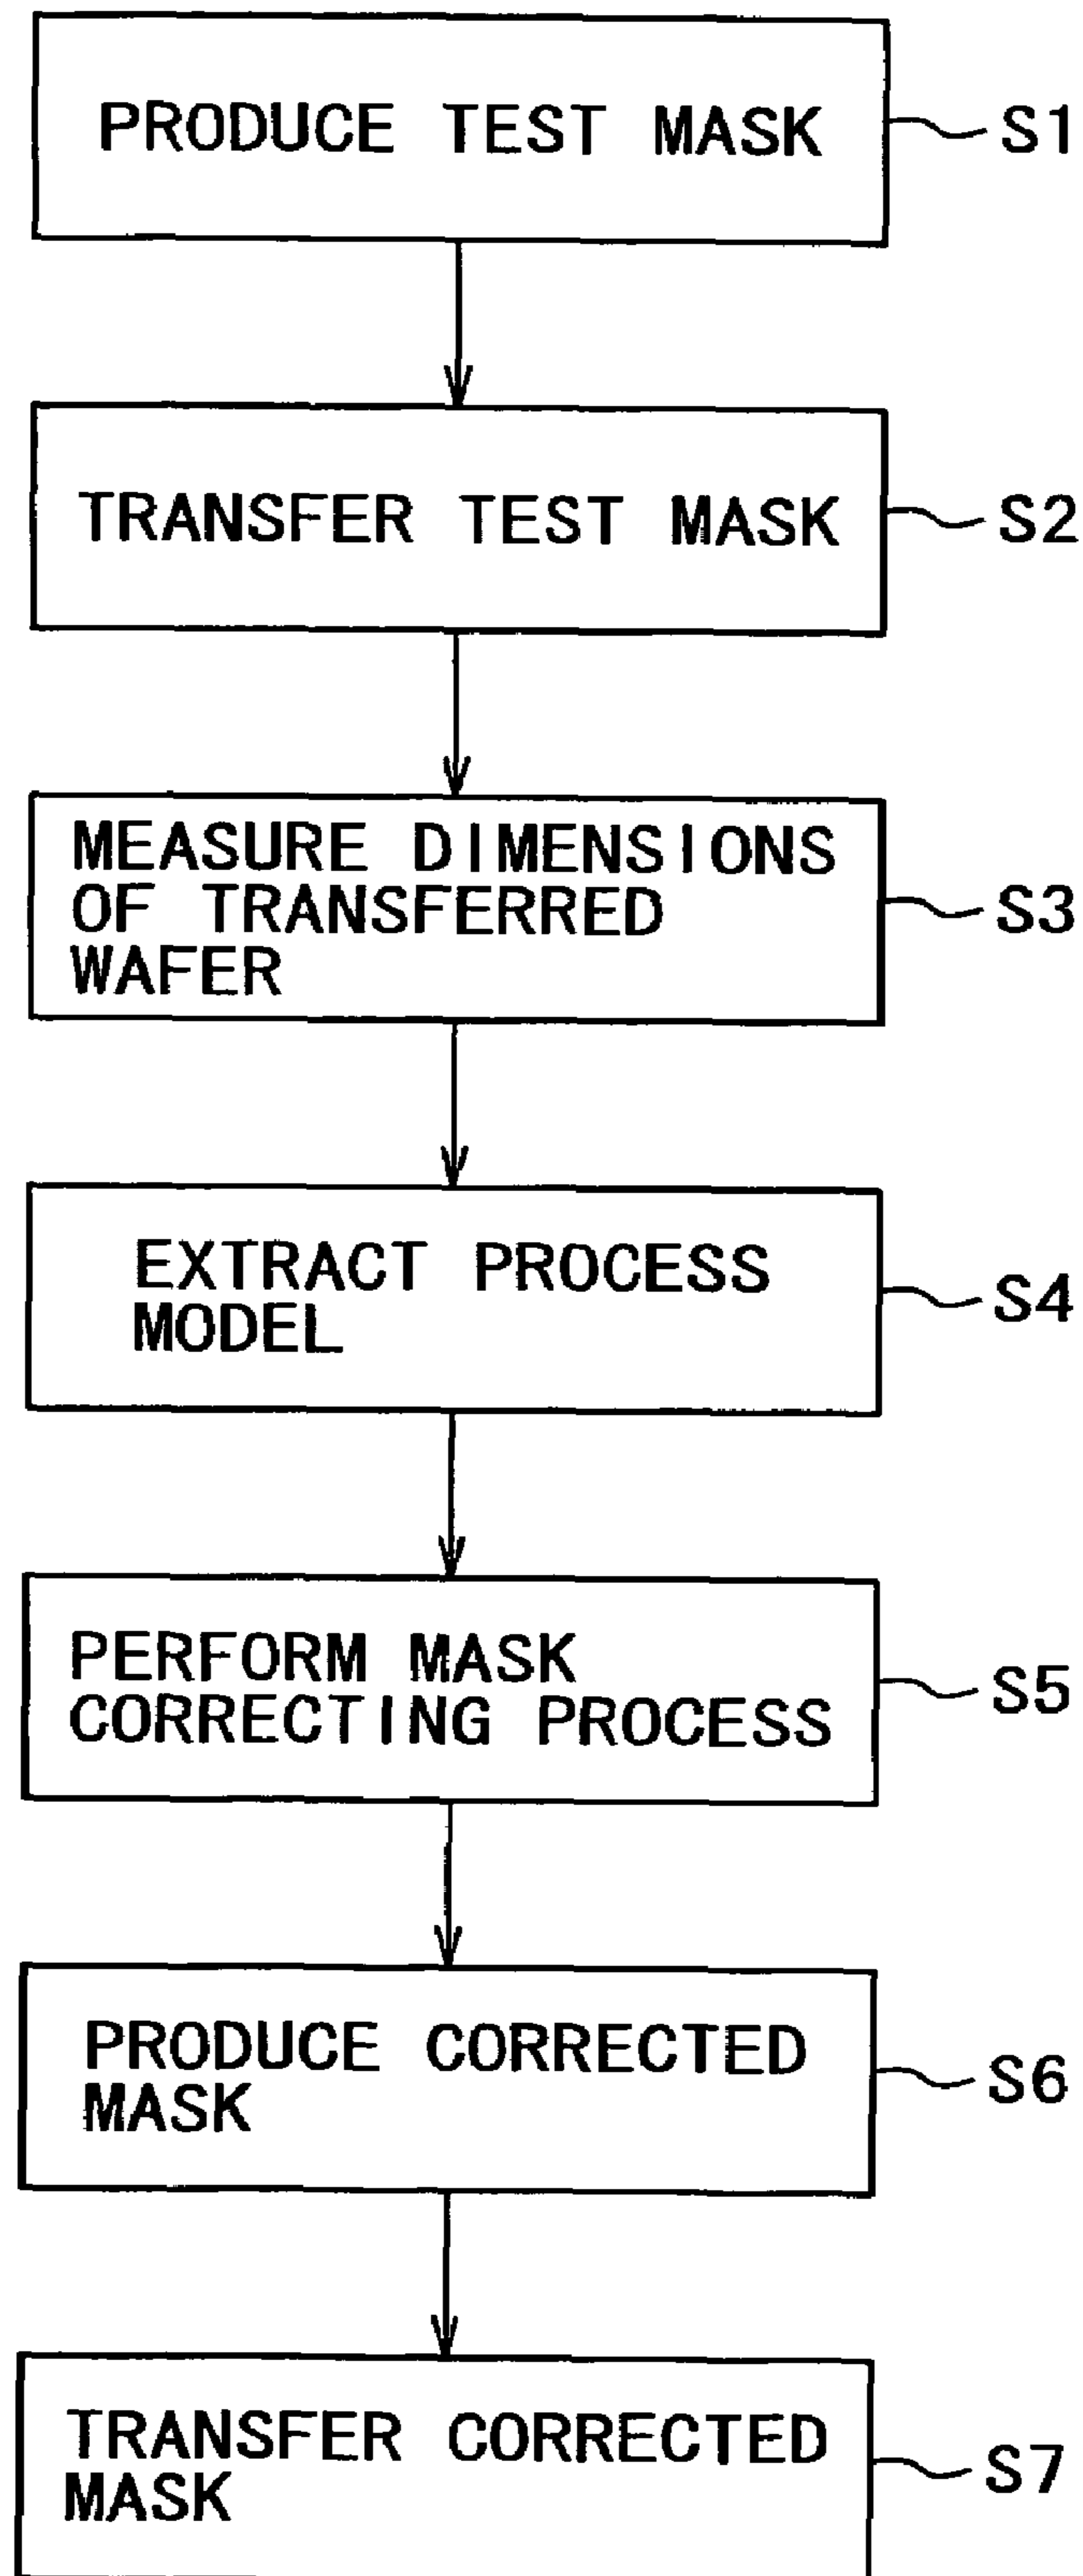 PRODUCE TEST MASK
S1
TRANSFER TEST MASK
S2
MEASURE DIMENSIONS
OF TRANSFERRED
WAFER
S3
EXTRACT PROCESS
MODEL
S4
PERFORM MASK
CORRECTING PROCESS
S5
PRODUCE CORRECTED
MASK
S6
TRANSFER CORRECTED
MASK
S7